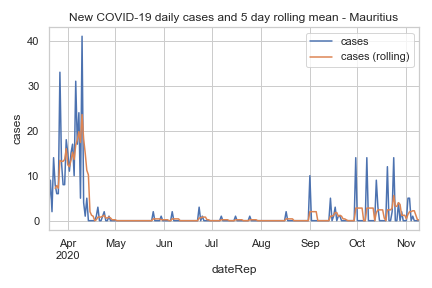 New COVID-19 daily cases and 5 day rolling mean - Mauritius
cases
cases (rolling)
40
30
20
10
0
cases
Apr May Jun Jul Aug Sep Oct Nov
2020
dateRep